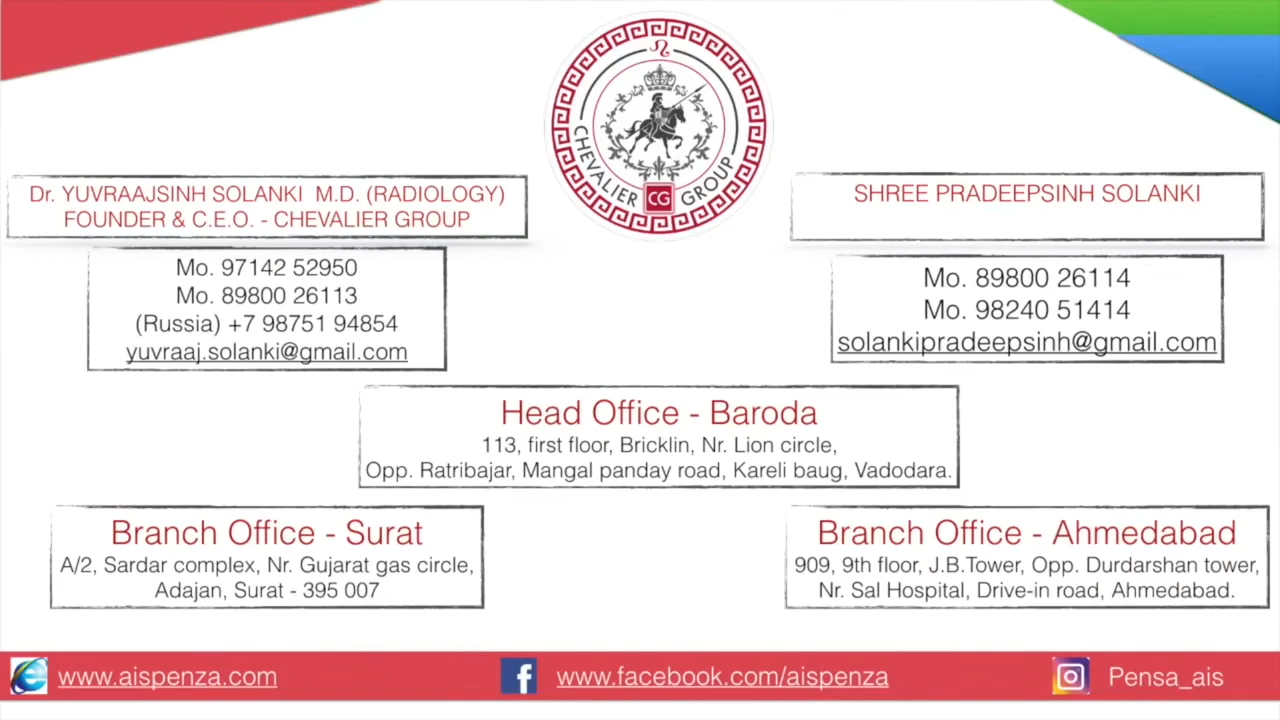 CHEVALIER GROUP
CG
Dr. YUVRAAJSINH SOLANKI M.D. (RADIOLOGY)
FOUNDER & C.E.O. - CHEVALIER GROUP
Mo. 97142 52950
Mo. 89800 26113
(Russia) +7 98751 94854
yuvraaj.solanki@gmail.com
SHREE PRADEEPSINH SOLANKI
Mo. 89800 26114
Mo. 98240 51414
solankipradeepsinh@gmail.com
Head Office - Baroda
113, first floor, Bricklin, Nr. Lion circle,
Opp. Ratribajar, Mangal panday road, Kareli baug, Vadodara.
Branch Office - Surat
A/2, Sardar complex, Nr. Gujarat gas circle,
Adajan, Surat - 395 007
Branch Office - Ahmedabad
909, 9th floor, J.B.Tower, Opp. Durdarshan tower,
Nr. Sal Hospital, Drive-in road, Ahmedabad.
www.aispenza.com
www.facebook.com/aispenza
Pensa_ais